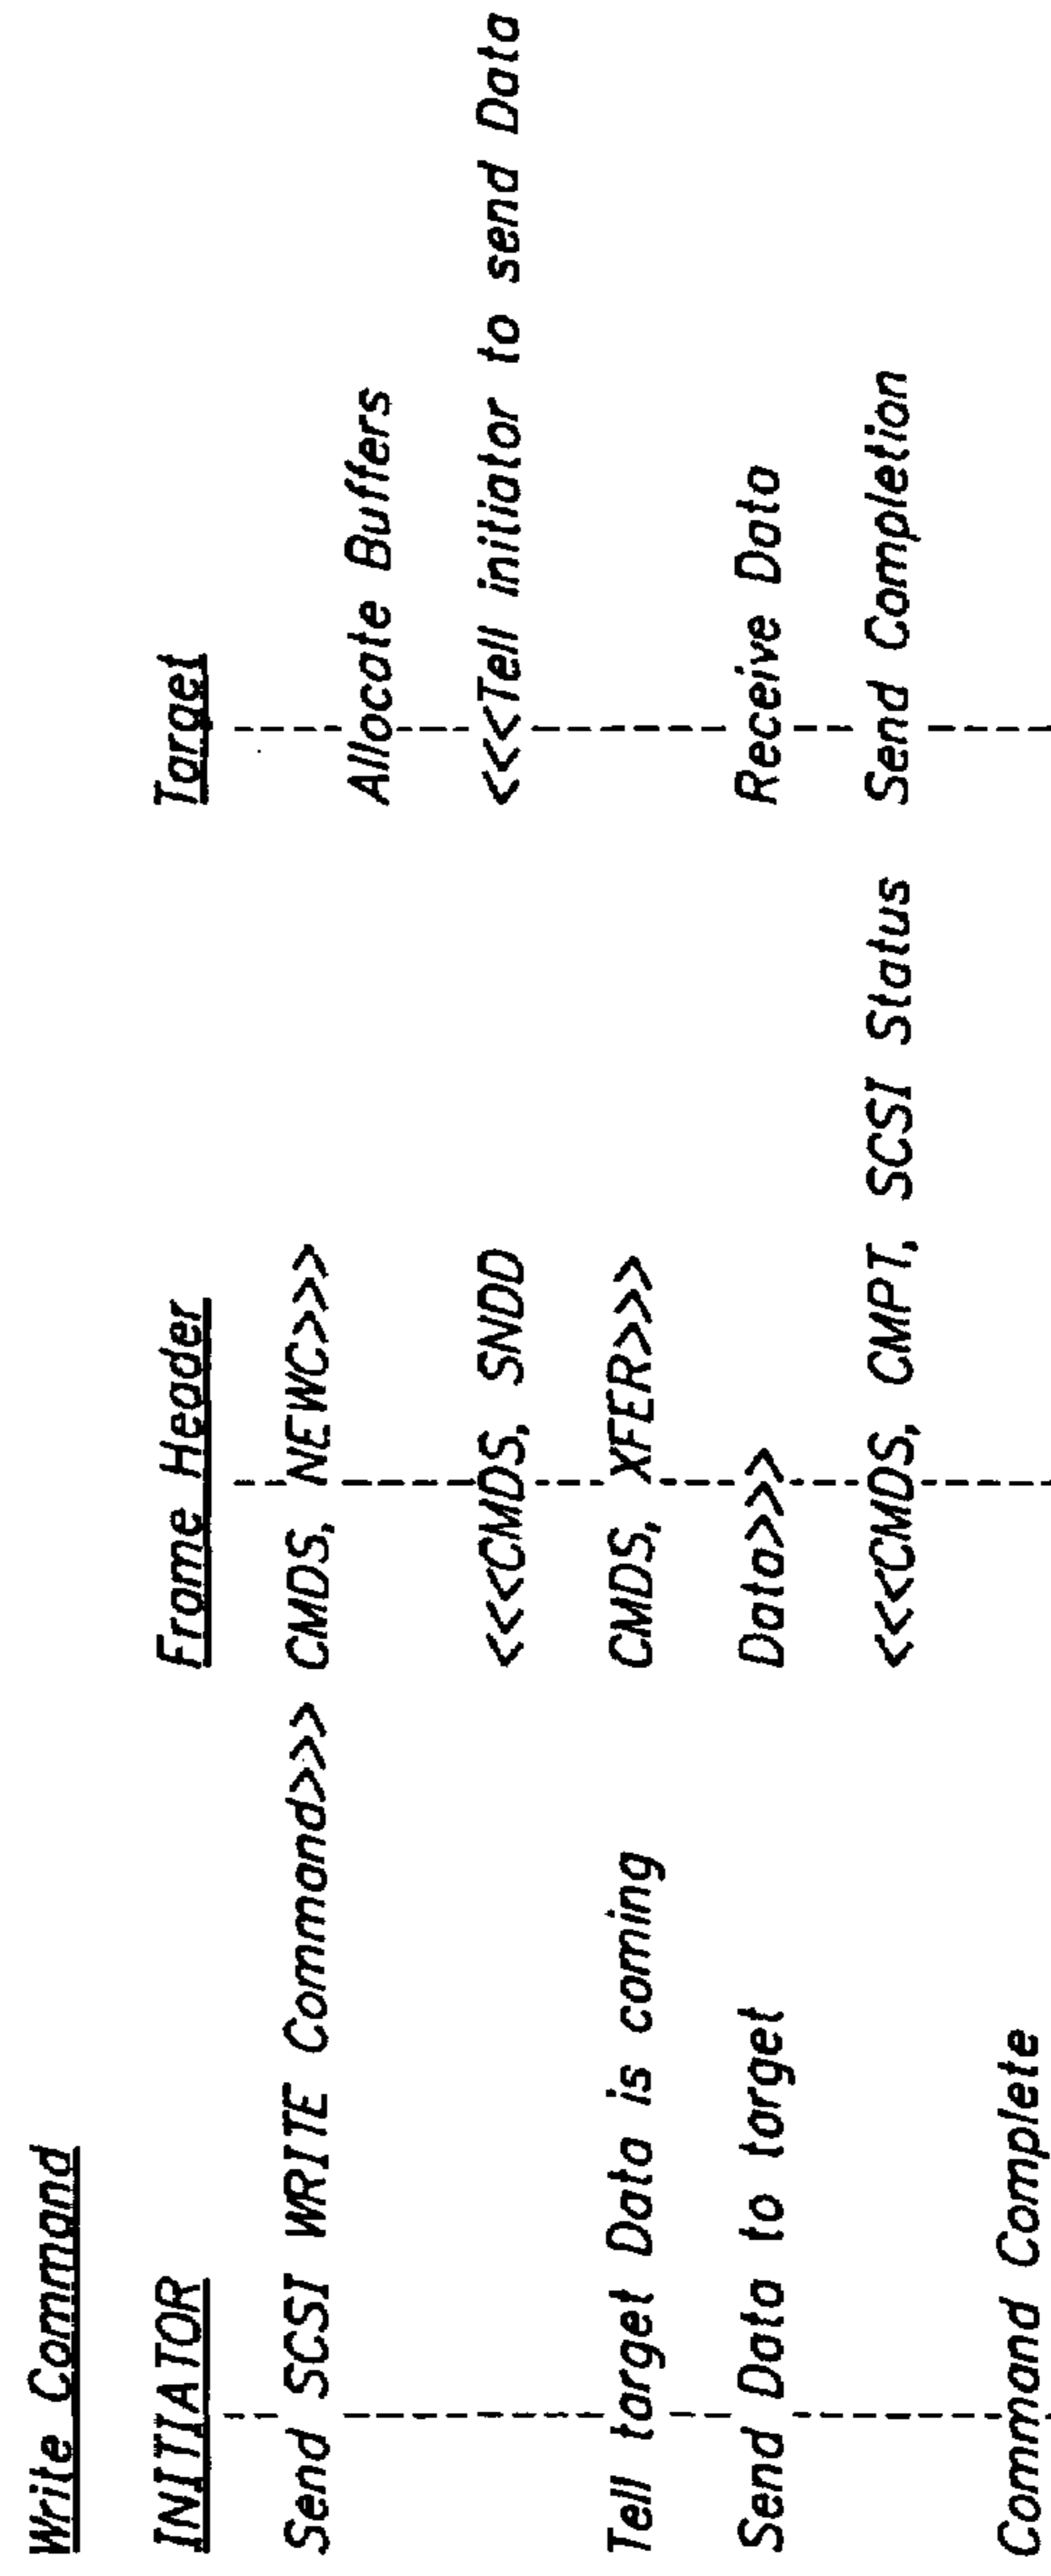 Write Command
INITIATOR Frame Header Target
Send SCSI WRITE Command>>> CMDS, NEWC>>>
Allocate Buffers
<<<CMDS, SNDD <<<Tell initiator to send Data
Tell target Data is coming CMDS, XFER>>>
Send Data to target Data>>> Receive Data
<<<CMDS, CMPT, SCSI Status Send Completion
Command Complete